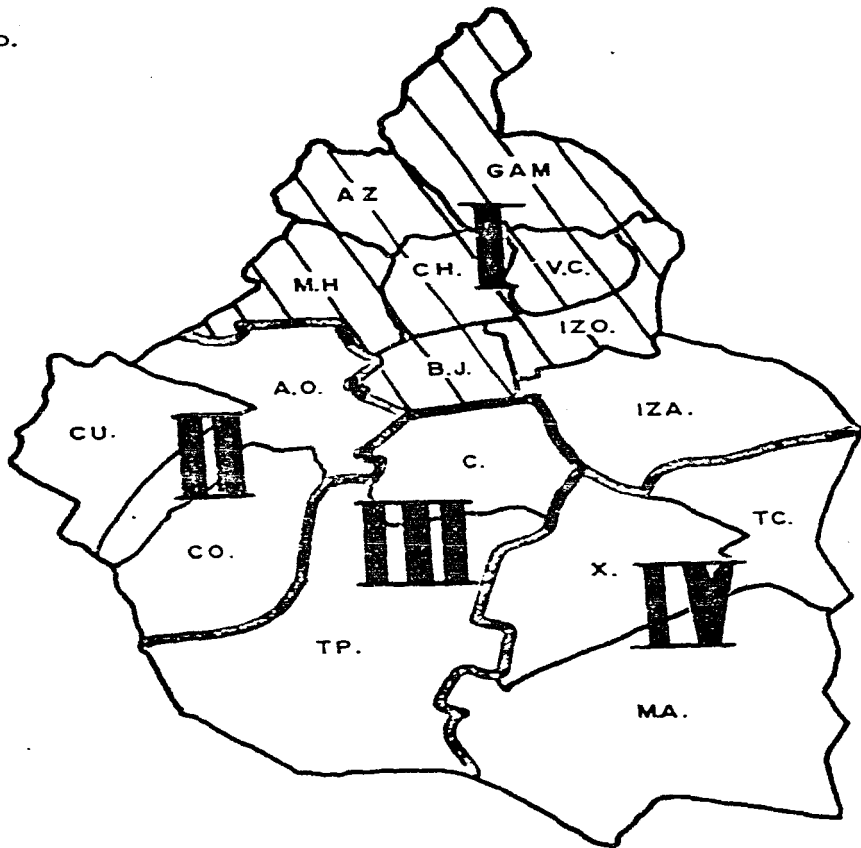 o.
GAM
AZ
I
CH.
V.C.
M.H
IZO.
B.J.
A.O.
IZA.
CU.
II
C.
TC.
III
CO.
X.
IV
TP.
MA.